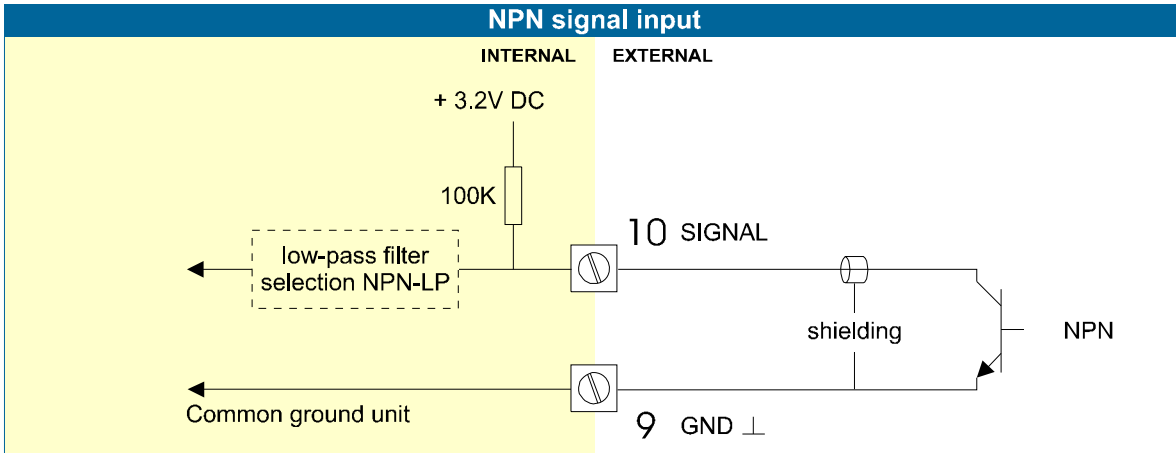 NPN signal input
INTERNAL EXTERNAL
+ 3.2V DC
100K
10 SIGNAL
low-pass filter
selection NPN-LP
shielding
NPN
Common ground unit
9 GND ⊥